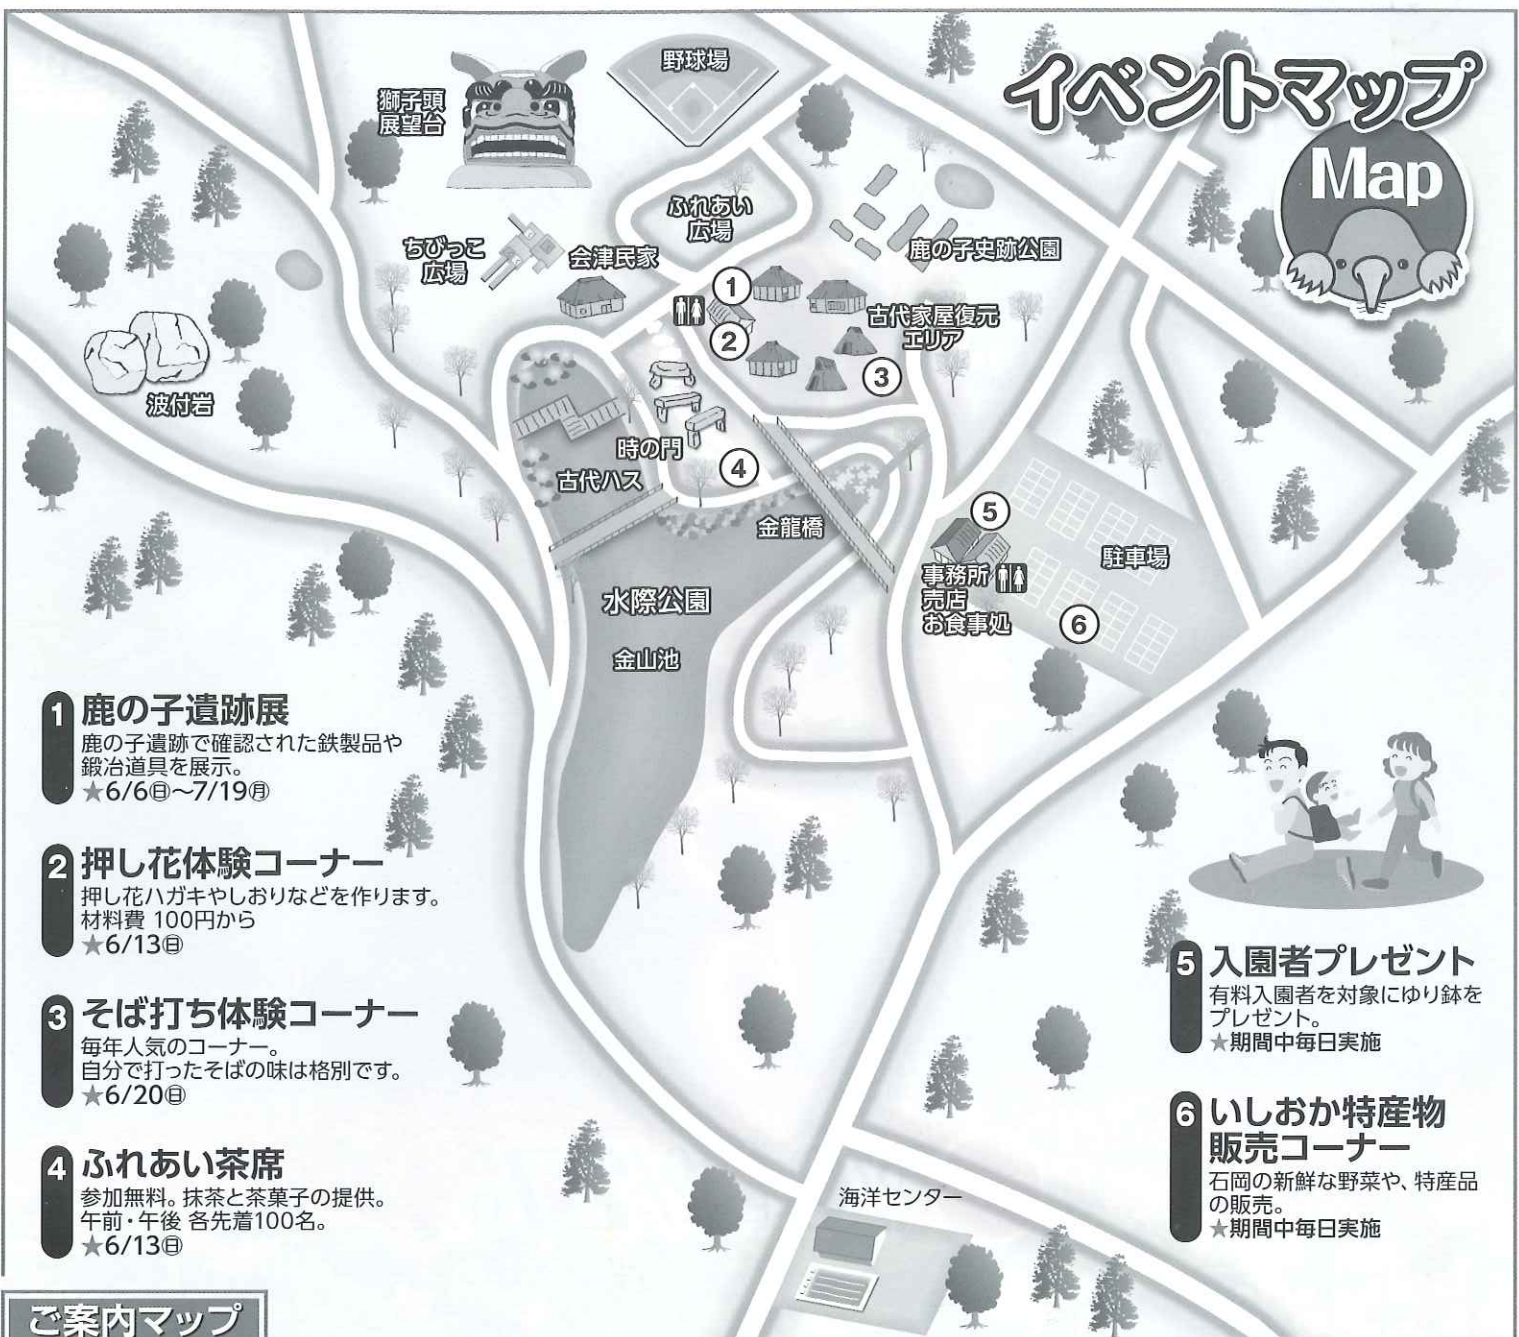 イベントマップ
Map
獅子頭
展望台
野球場
ふれあい
広場
鹿の子史跡公園
ちびっこ
広場
会津民家
1
2
古代家屋復元
エリア
3
波付岩
時の門
4
古代ハス
金龍橋
5
駐車場
事務所
売店
お食事処
6
水際公園
金山池
海洋センター
1 鹿の子遺跡展
鹿の子遺跡で確認された鉄製品や
鍛冶道具を展示。
★6/6㊐～7/19㊊
2 押し花体験コーナー
押し花ハガキやしおりなどを作ります。
材料費 100円から
★6/13㊐
3 そば打ち体験コーナー
毎年人気のコーナー。
自分で打ったそばの味は格別です。
★6/20㊐
4 ふれあい茶席
参加無料。抹茶と茶菓子の提供。
午前・午後 各先着100名。
★6/13㊐
5 入園者プレゼント
有料入園者を対象にゆり鉢を
プレゼント。
★期間中毎日実施
6 いしおか特産物
販売コーナー
石岡の新鮮な野菜や、特産品
の販売。
★期間中毎日実施
ご案内マップ